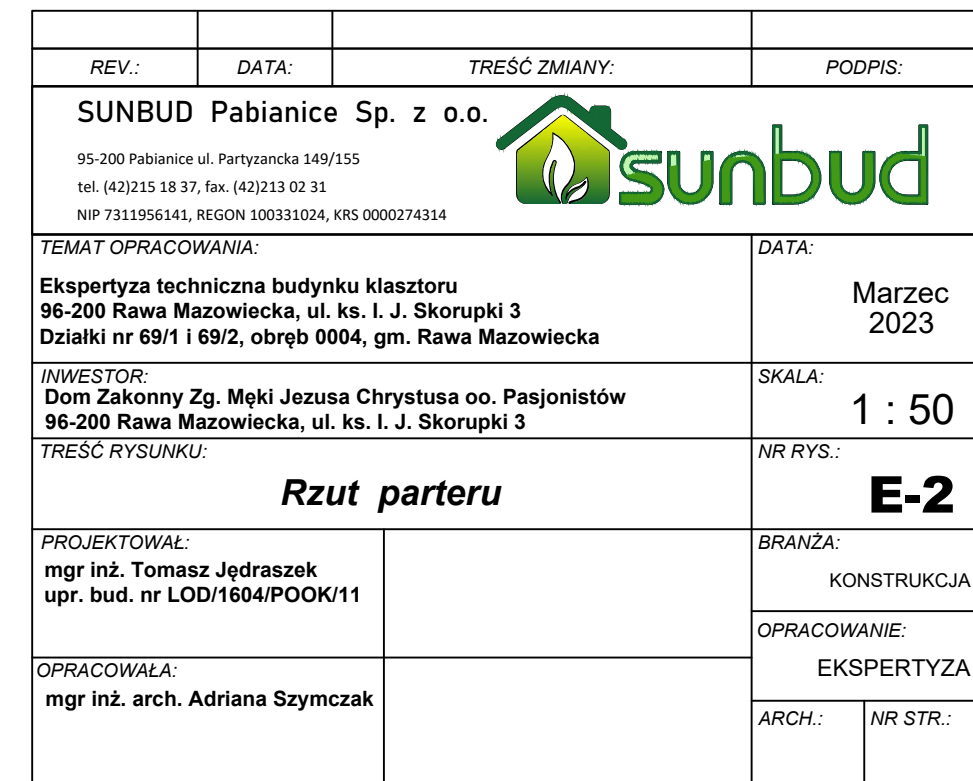 REV.: DATA: TREŚĆ ZMIANY: PODPIS:
SUNBUD Pabianice Sp. z o.o.
95-200 Pabianice ul. Partyzancka 149/155
tel. (42)215 18 37, fax. (42)213 02 31
NIP 7311956141, REGON 100331024, KRS 0000274314
sunbud
TEMAT OPRACOWANIA:
Ekspertyza techniczna budynku klasztoru
96-200 Rawa Mazowiecka, ul. ks. I. J. Skorupki 3
Działki nr 69/1 i 69/2, obręb 0004, gm. Rawa Mazowiecka
DATA:
Marzec
2023
INWESTOR:
Dom Zakonny Zg. Męki Jezusa Chrystusa oo. Pasjonistów
96-200 Rawa Mazowiecka, ul. ks. I. J. Skorupki 3
SKALA:
1 : 50
TREŚĆ RYSUNKU:
Rzut parteru
NR RYS.:
E-2
PROJEKTOWAŁ:
mgr inż. Tomasz Jędraszek
upr. bud. nr LOD/1604/POOK/11
BRANŻA:
KONSTRUKCJA
OPRACOWANIE:
EKSPERTYZA
OPRACOWAŁA:
mgr inż. arch. Adriana Szymczak
ARCH.: NR STR.: